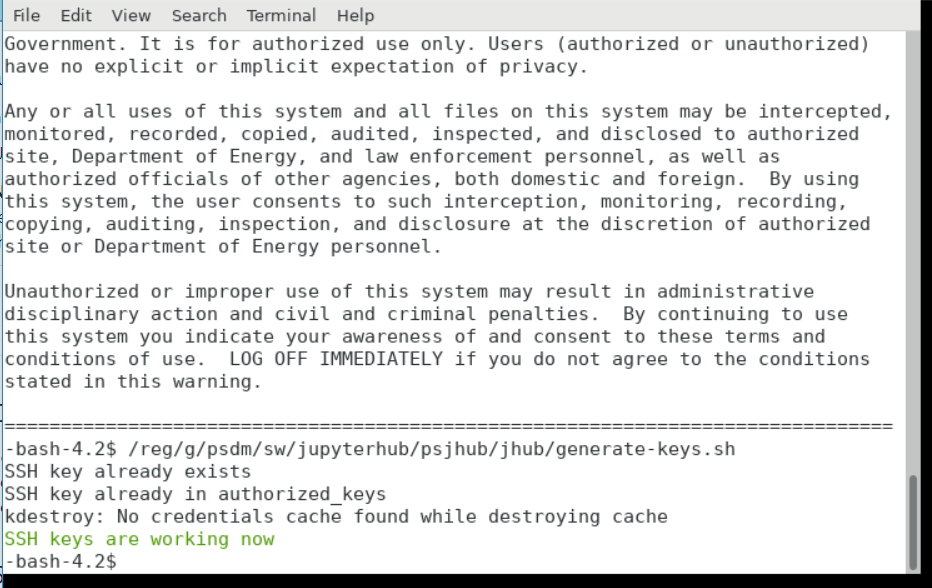 File Edit View Search Terminal Help
Government. It is for authorized use only. Users (authorized or unauthorized)
have no explicit or implicit expectation of privacy.
Any or all uses of this system and all files on this system may be intercepted,
monitored, recorded, copied, audited, inspected, and disclosed to authorized
site, Department of Energy, and law enforcement personnel, as well as
authorized officials of other agencies, both domestic and foreign.  By using
this system, the user consents to such interception, monitoring, recording,
copying, auditing, inspection, and disclosure at the discretion of authorized
site or Department of Energy personnel.
Unauthorized or improper use of this system may result in administrative
disciplinary action and civil and criminal penalties.  By continuing to use
this system you indicate your awareness of and consent to these terms and
conditions of use.  LOG OFF IMMEDIATELY if you do not agree to the conditions
stated in this warning.
===============================================================================
-bash-4.2$ /reg/g/psdm/sw/jupyterhub/psjhub/jhub/generate-keys.sh
SSH key already exists
SSH key already in authorized_keys
kdestroy: No credentials cache found while destroying cache
SSH keys are working now
-bash-4.2$